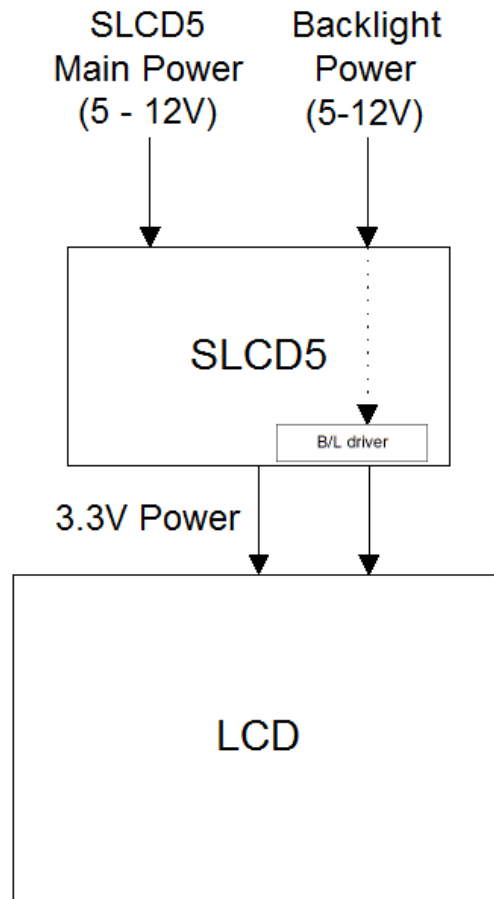 SLCD5
Main Power
(5 - 12V)
Backlight
Power
(5-12V)
SLCD5
B/L driver
3.3V Power
LCD